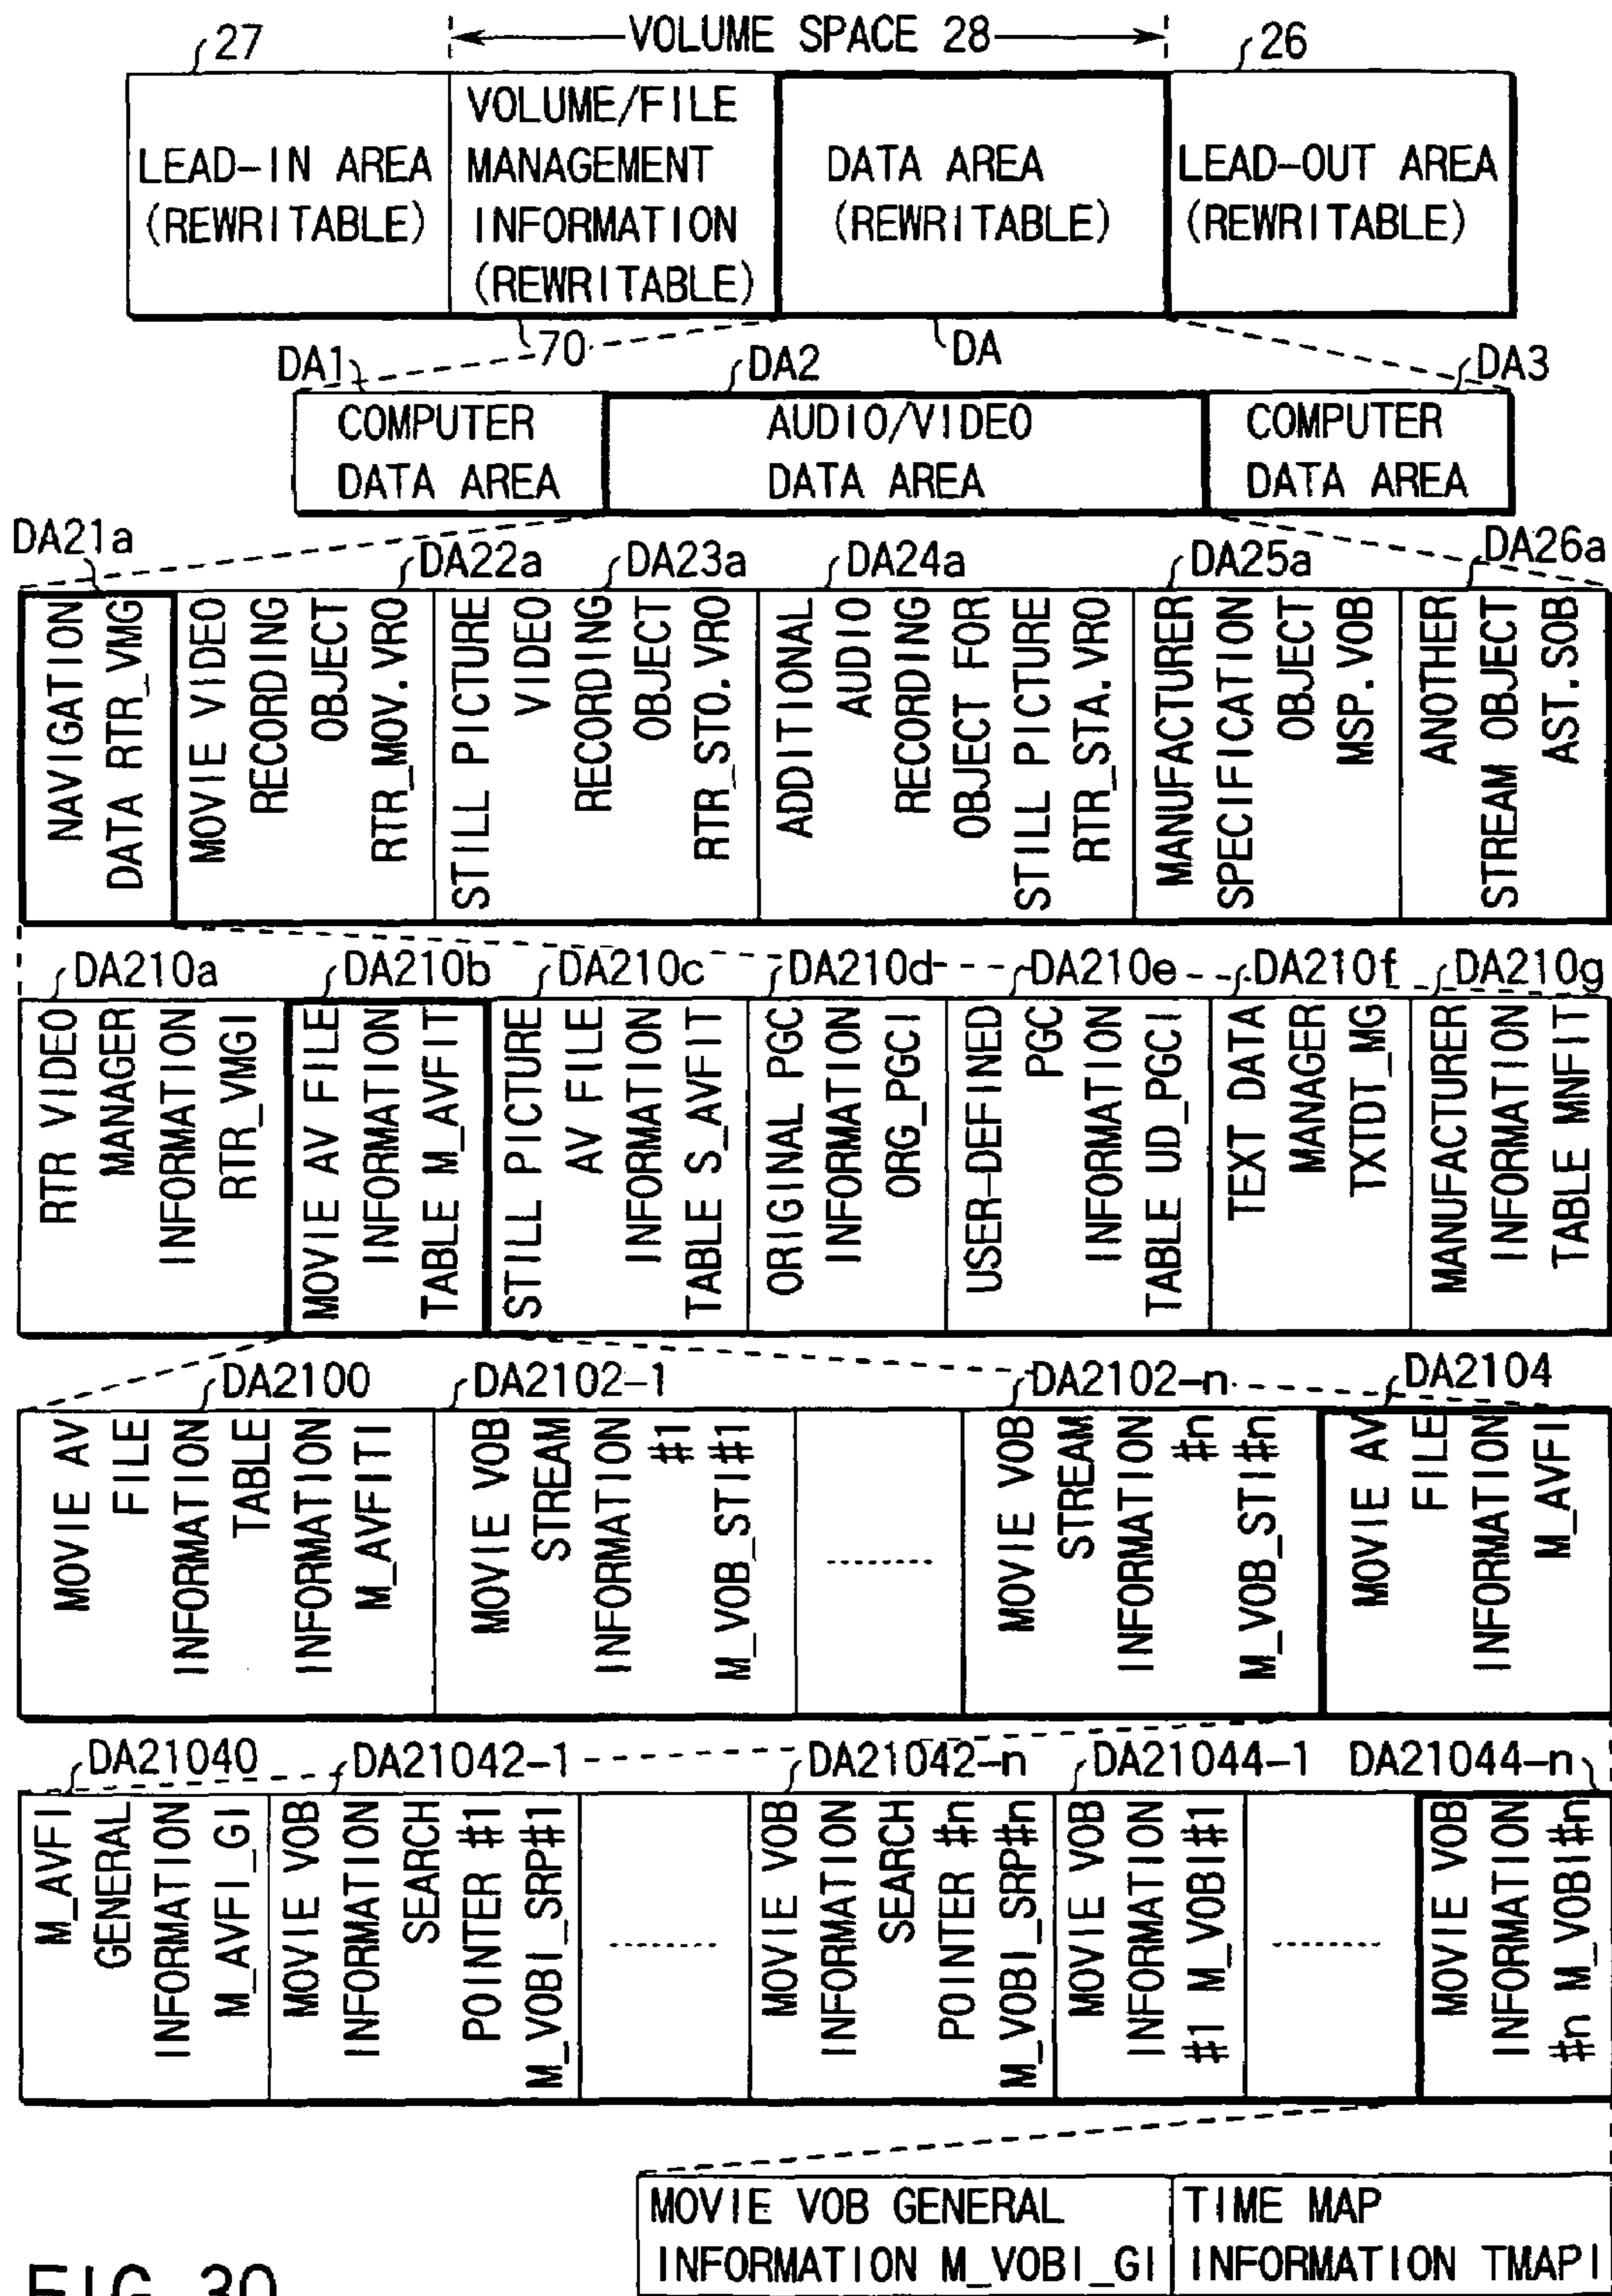 27
VOLUME SPACE 28
26
LEAD-IN AREA
(REWRITABLE)
VOLUME/FILE
MANAGEMENT
INFORMATION
(REWRITABLE)
DATA AREA
(REWRITABLE)
LEAD-OUT AREA
(REWRITABLE)
70
DA
DA1
DA2
DA3
COMPUTER
DATA AREA
AUDIO/VIDEO
DATA AREA
COMPUTER
DATA AREA
DA21a
DA22a
DA23a
DA24a
DA25a
DA26a
NAVIGATION
DATA RTR_VMG
MOVIE VIDEO
RECORDING
OBJECT
RTR_MOV.VRO
STILL PICTURE
VIDEO
RECORDING
OBJECT
RTR_STO.VRO
ADDITIONAL
AUDIO
RECORDING
OBJECT FOR
STILL PICTURE
RTR_STA.VRO
MANUFACTURER
SPECIFICATION
OBJECT
MSP.VOB
ANOTHER
STREAM OBJECT
AST.SOB
DA210a
DA210b
DA210c
DA210d
DA210e
DA210f
DA210g
RTR VIDEO
MANAGER
INFORMATION
RTR_VMGI
MOVIE AV FILE
INFORMATION
TABLE M_AVFIT
STILL PICTURE
AV FILE
INFORMATION
TABLE S_AVFIT
ORIGINAL PGC
INFORMATION
ORG_PGCI
USER-DEFINED
PGC
INFORMATION
TABLE UD_PGCI
TEXT DATA
MANAGER
TXTDT_MG
MANUFACTURER
INFORMATION
TABLE MNFIT
DA2100
DA2102-1
DA2102-n
DA2104
MOVIE AV
FILE
INFORMATION
TABLE
INFORMATION
M_AVFITI
MOVIE VOB
STREAM
INFORMATION
#1
M_VOB_STI#1
MOVIE VOB
STREAM
INFORMATION
#n
M_VOB_STI#n
MOVIE AV
FILE
INFORMATION
M_AVFI
DA21040
DA21042-1
DA21042-n
DA21044-1
DA21044-n
M_AVFI
GENERAL
INFORMATION
M_AVFI_GI
MOVIE VOB
INFORMATION
SEARCH
POINTER #1
M_VOBI_SRP#1
MOVIE VOB
INFORMATION
SEARCH
POINTER #n
M_VOBI_SRP#n
MOVIE VOB
INFORMATION
#1 M_VOBI#1
MOVIE VOB
INFORMATION
#n M_VOBI#n
MOVIE VOB GENERAL
INFORMATION M_VOBI_GI
TIME MAP
INFORMATION TMAPI
FIG. 30